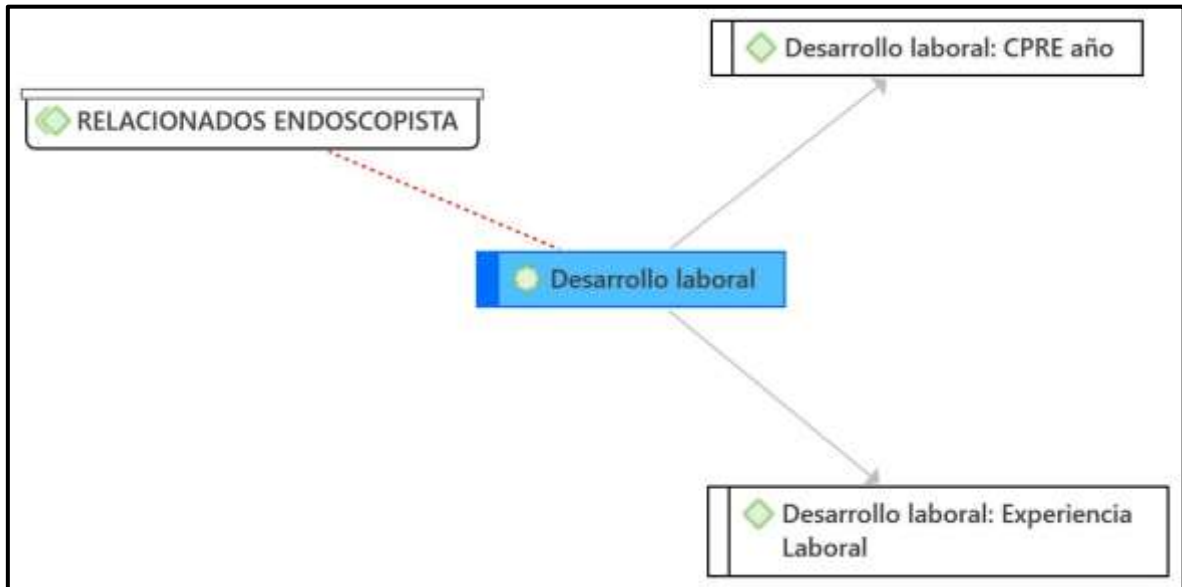 Desarrollo laboral: CPRE año
RELACIONADOS ENDOSCOPISTA
Desarrollo laboral
Desarrollo laboral: Experiencia
Laboral